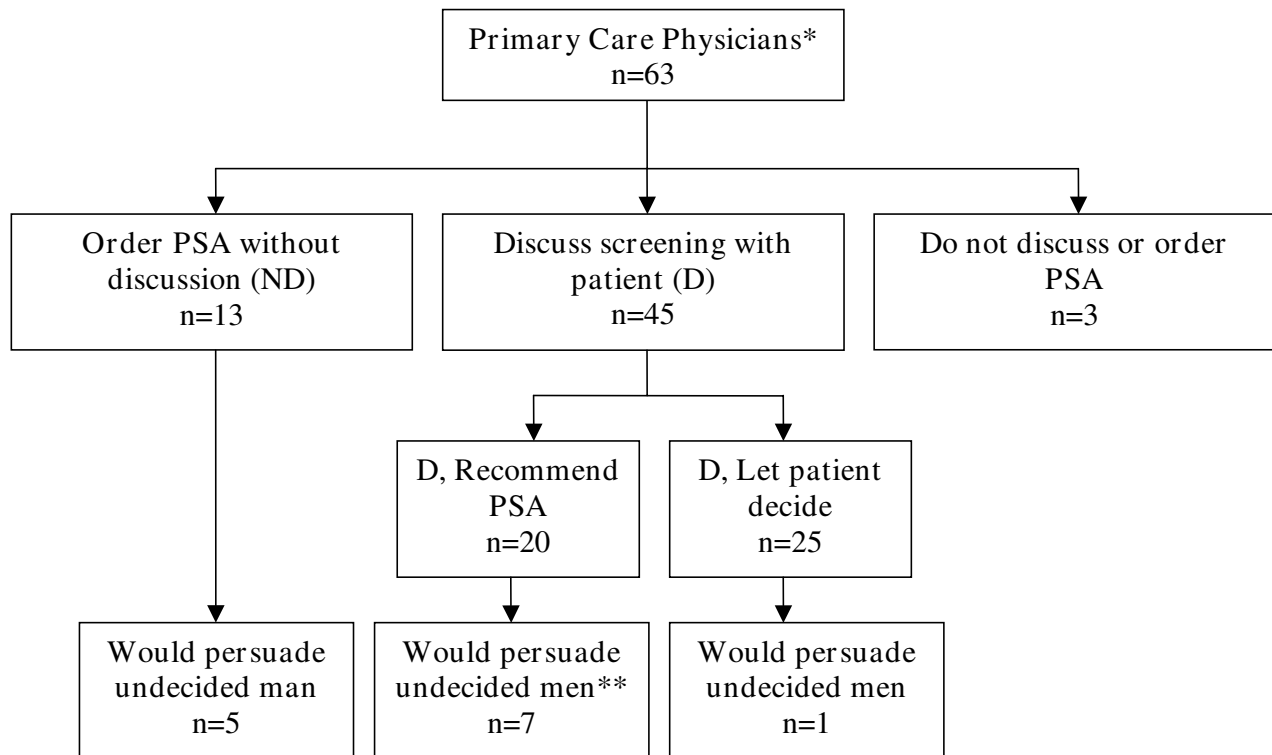 Primary Care Physicians*
n=63
Order PSA without
discussion (ND)
n=13
Discuss screening with
patient (D)
n=45
Do not discuss or order
PSA
n=3
D, Recommend
PSA
n=20
D, Let patient
decide
n=25
Would persuade
undecided man
n=5
Would persuade
undecided men**
n=7
Would persuade
undecided men
n=1